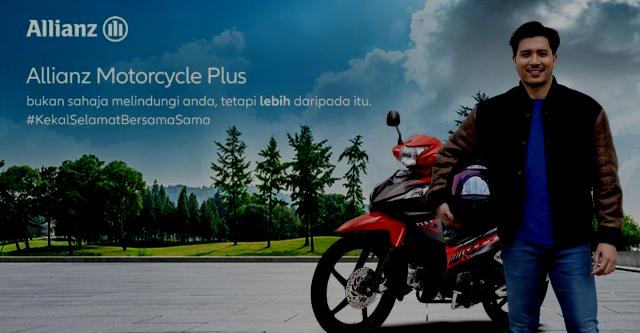 Allianz
Allianz Motorcycle Plus
bukan sahaja melindungi anda, tetapi lebih daripada itu.
#KekalSelamatBersamaSama